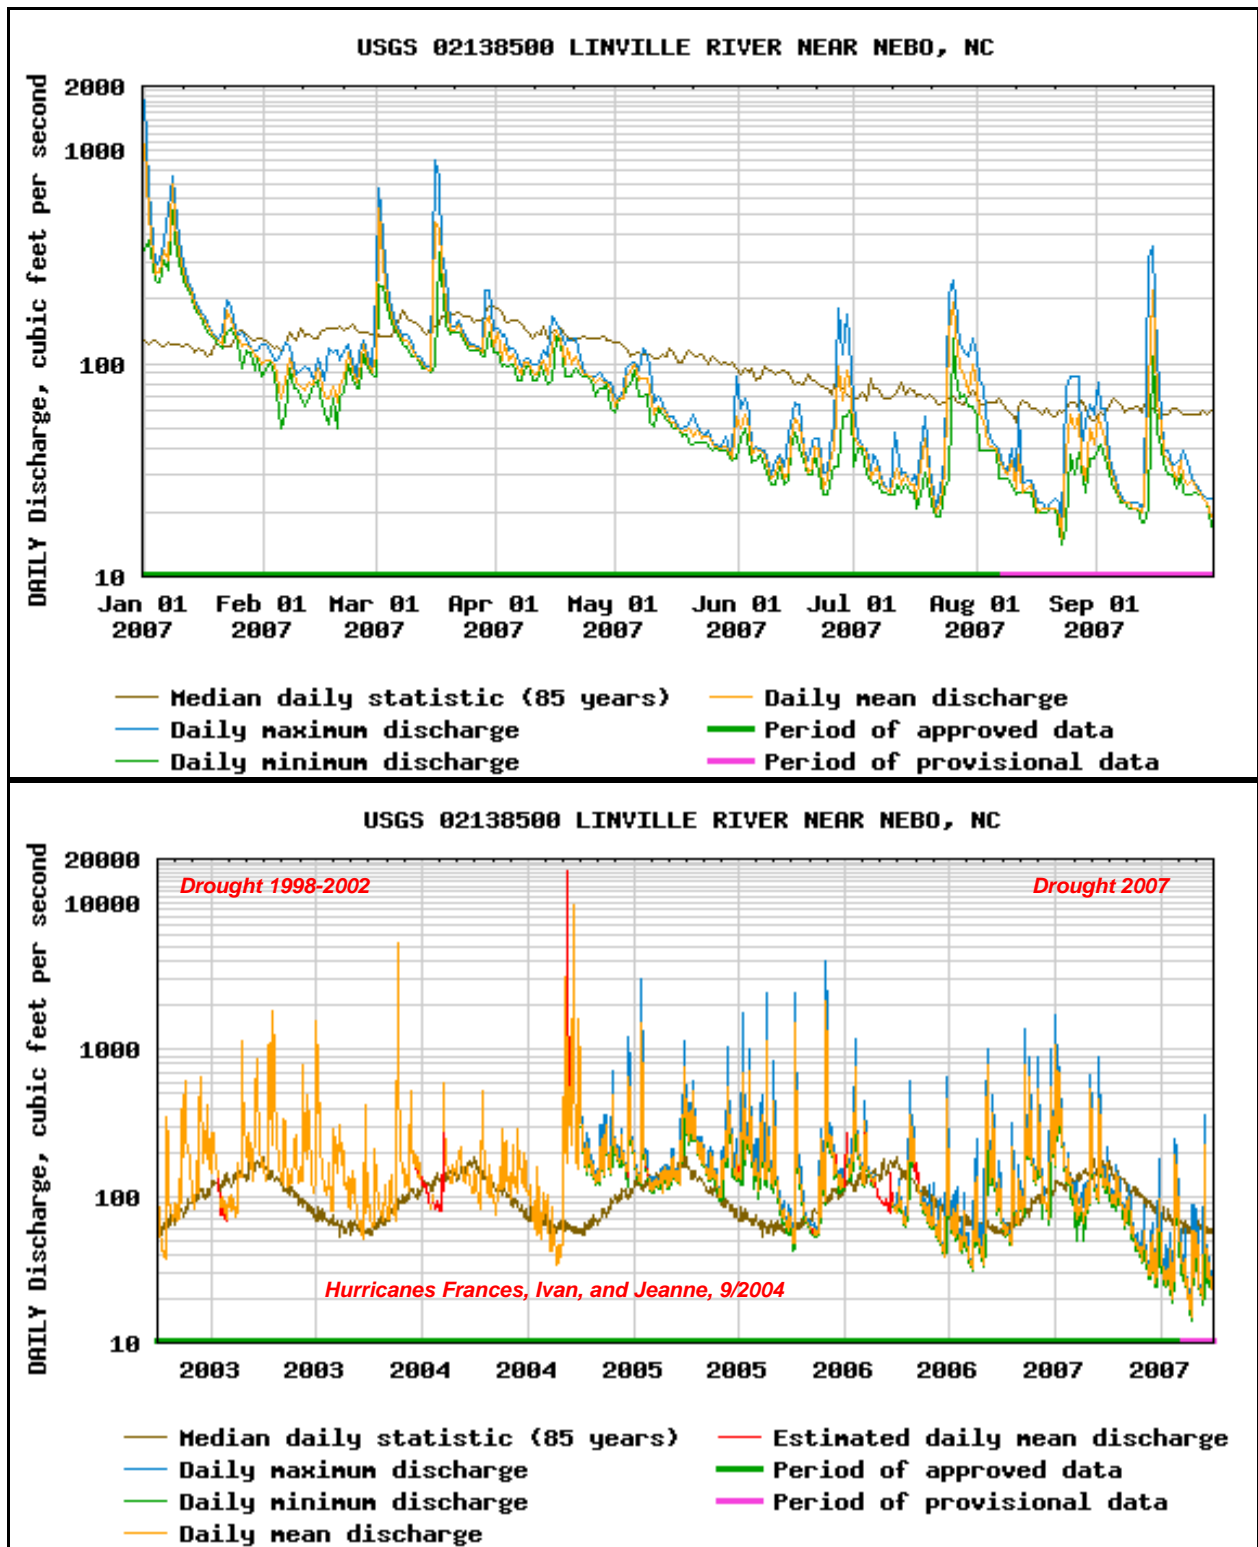 USGS 02138500 LINVILLE RIVER NEAR NEBO, NC
DAILY Discharge, cubic feet per second
2000
1000
100
10
Jan 01 Feb 01 Mar 01 Apr 01 May 01 Jun 01 Jul 01 Aug 01 Sep 01
2007 2007 2007 2007 2007 2007 2007 2007 2007
Median daily statistic (85 years) Daily mean discharge
Daily maximum discharge Period of approved data
Daily minimum discharge Period of provisional data
USGS 02138500 LINVILLE RIVER NEAR NEBO, NC
DAILY Discharge, cubic feet per second
20000
Drought 1998-2002 Drought 2007
10000
1000
100
Hurricanes Frances, Ivan, and Jeanne, 9/2004
10
2003 2003 2004 2004 2005 2005 2006 2006 2007 2007
Median daily statistic (85 years) Estimated daily mean discharge
Daily maximum discharge Period of approved data
Daily minimum discharge Period of provisional data
Daily mean discharge